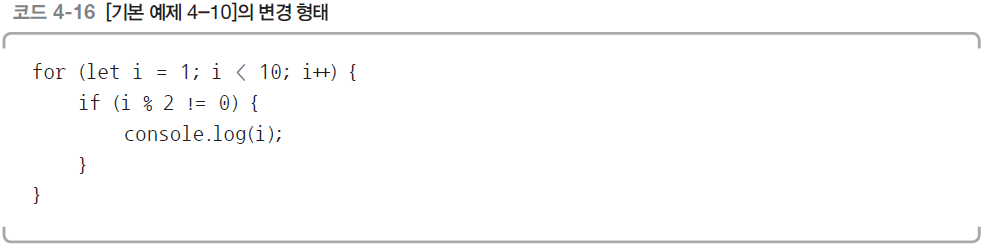 코드 4-16 [기본 예제 4-10]의 변경 형태
for (let i = 1; i < 10; i++) {
    if (i % 2 != 0) {
        console.log(i);
    }
}